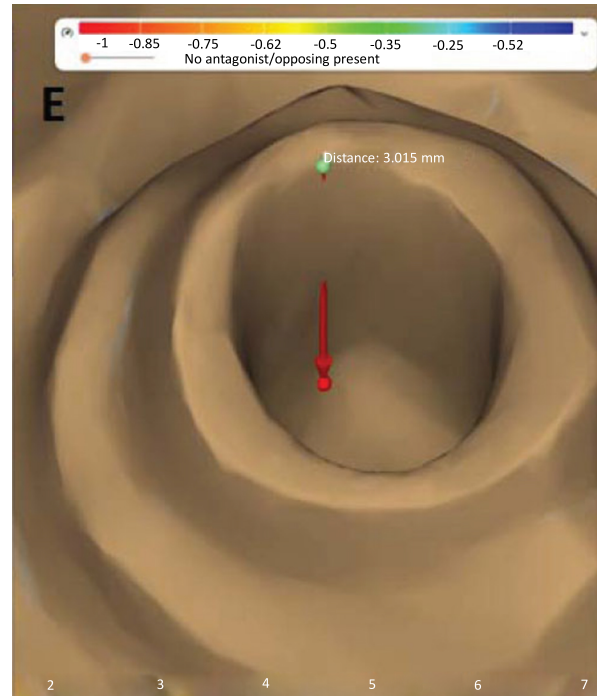 -1 -0.85 -0.75 -0.62 -0.5 -0.35 -0.25 -0.52
No antagonist/opposing present
E
Distance: 3.015 mm
2 3 4 5 6 7